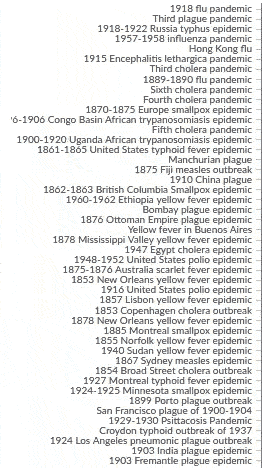 1918 flu pandemic
Third plague pandemic
1918-1922 Russia typhus epidemic
1957-1958 influenza pandemic
Hong Kong flu
1915 Encephalitis lethargica pandemic
Third cholera pandemic
1889-1890 flu pandemic
Sixth cholera pandemic
Fourth cholera pandemic
1870-1875 Europe smallpox epidemic
'6-1906 Congo Basin African trypanosomiasis epidemic
Fifth cholera pandemic
1900-1920 Uganda African trypanosomiasis epidemic
1861-1865 United States typhoid fever epidemic
Manchurian plague
1875 Fiji measles outbreak
1910 China plague
1862-1863 British Columbia Smallpox epidemic
1960-1962 Ethiopia yellow fever epidemic
Bombay plague epidemic
1876 Ottoman Empire plague epidemic
Yellow fever in Buenos Aires
1878 Mississippi Valley yellow fever epidemic
1947 Egypt cholera epidemic
1948-1952 United States polio epidemic
1875-1876 Australia scarlet fever epidemic
1853 New Orleans yellow fever epidemic
1916 United States polio epidemic
1857 Lisbon yellow fever epidemic
1853 Copenhagen cholera outbreak
1878 New Orleans yellow fever epidemic
1885 Montreal smallpox epidemic
1855 Norfolk yellow fever epidemic
1940 Sudan yellow fever epidemic
1867 Sydney measles epidemic
1854 Broad Street cholera outbreak
1927 Montreal typhoid fever epidemic
1924-1925 Minnesota smallpox epidemic
1899 Porto plague outbreak
San Francisco plague of 1900-1904
1929-1930 Psittacosis Pandemic
Croydon typhoid outbreak of 1937
1924 Los Angeles pneumonic plague outbreak
1903 India plague epidemic
1903 Fremantle plague epidemic